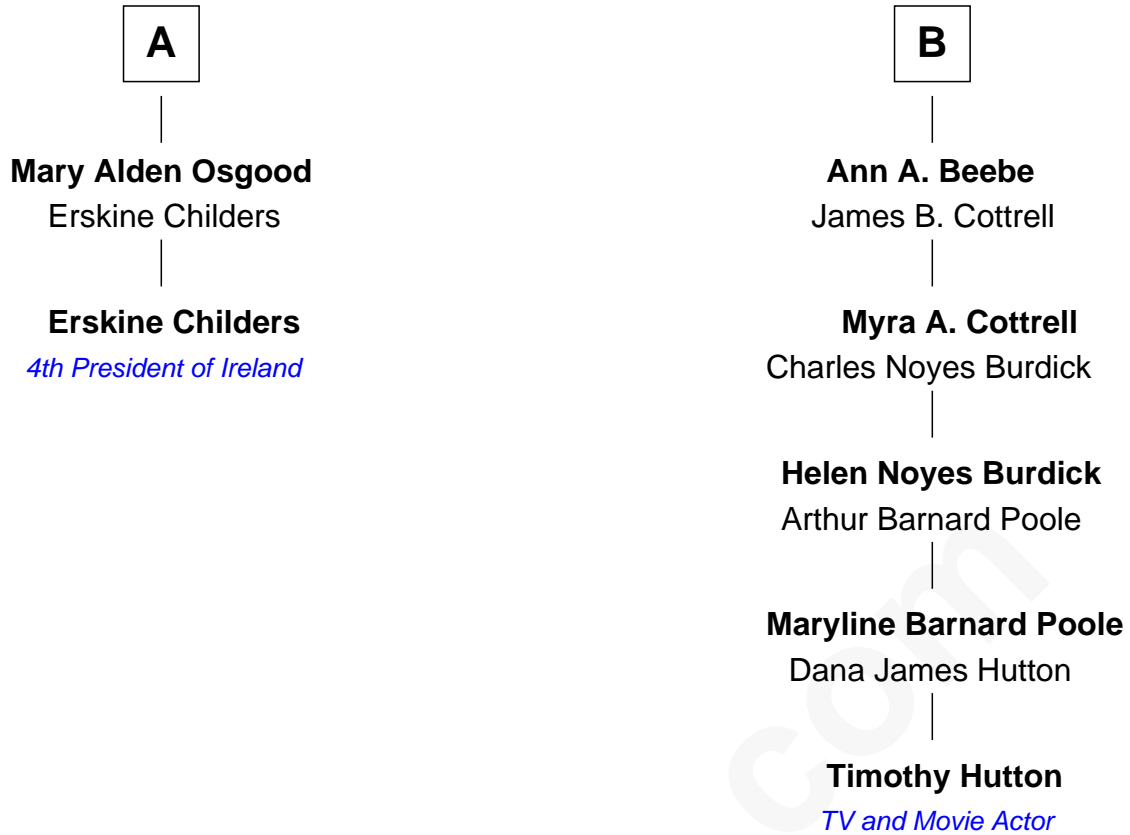 A
Mary Alden Osgood
Erskine Childers
Erskine Childers
4th President of Ireland
B
Ann A. Beebe
James B. Cottrell
Myra A. Cottrell
Charles Noyes Burdick
Helen Noyes Burdick
Arthur Barnard Poole
Maryline Barnard Poole
Dana James Hutton
Timothy Hutton
TV and Movie Actor
com